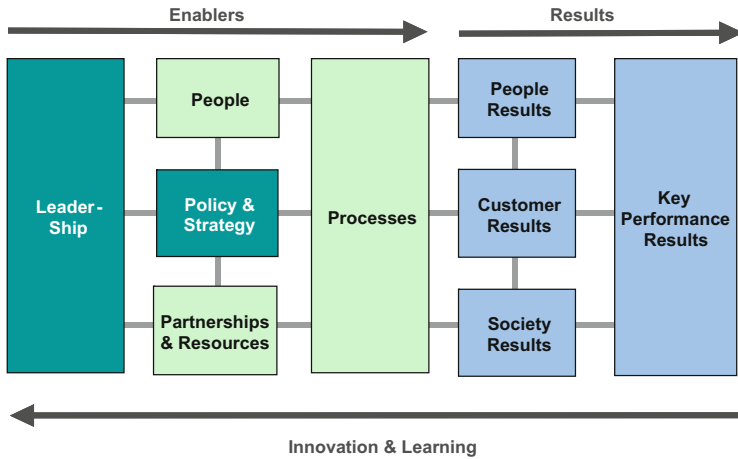 Enablers
Results
Leader-
Ship
People
Policy &
Strategy
Partnerships
& Resources
Processes
People
Results
Customer
Results
Society
Results
Key
Performance
Results
Innovation & Learning